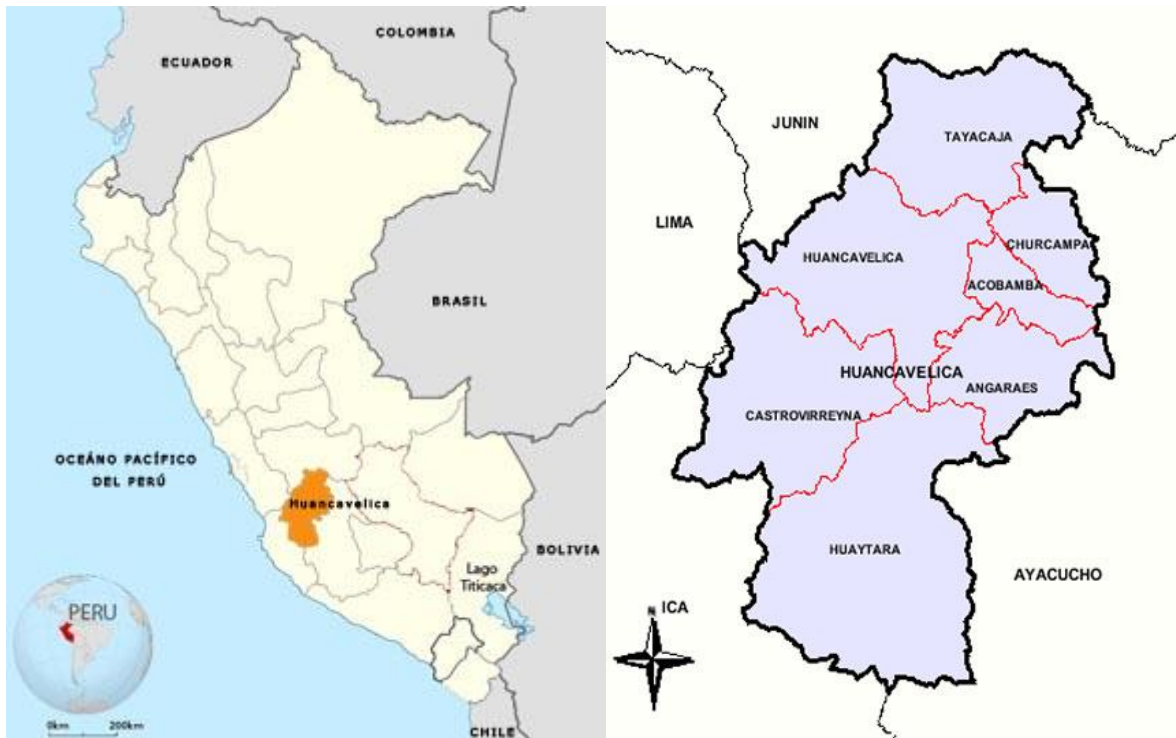 COLOMBIA
ECUADOR
BRASIL
OCEÁNO PACÍFICO
DEL PERÚ
Huancavelica
BOLIVIA
Lago
Titicaca
PERU
0km 200km
CHILE
JUNIN
TAYACAJA
LIMA
HUANCAVELICA
CHURCAMPA
ACOBAMBA
HUANCAVELICA
ANGARAES
CASTROVIRREYNA
HUAYTARA
AYACUCHO
N
ICA